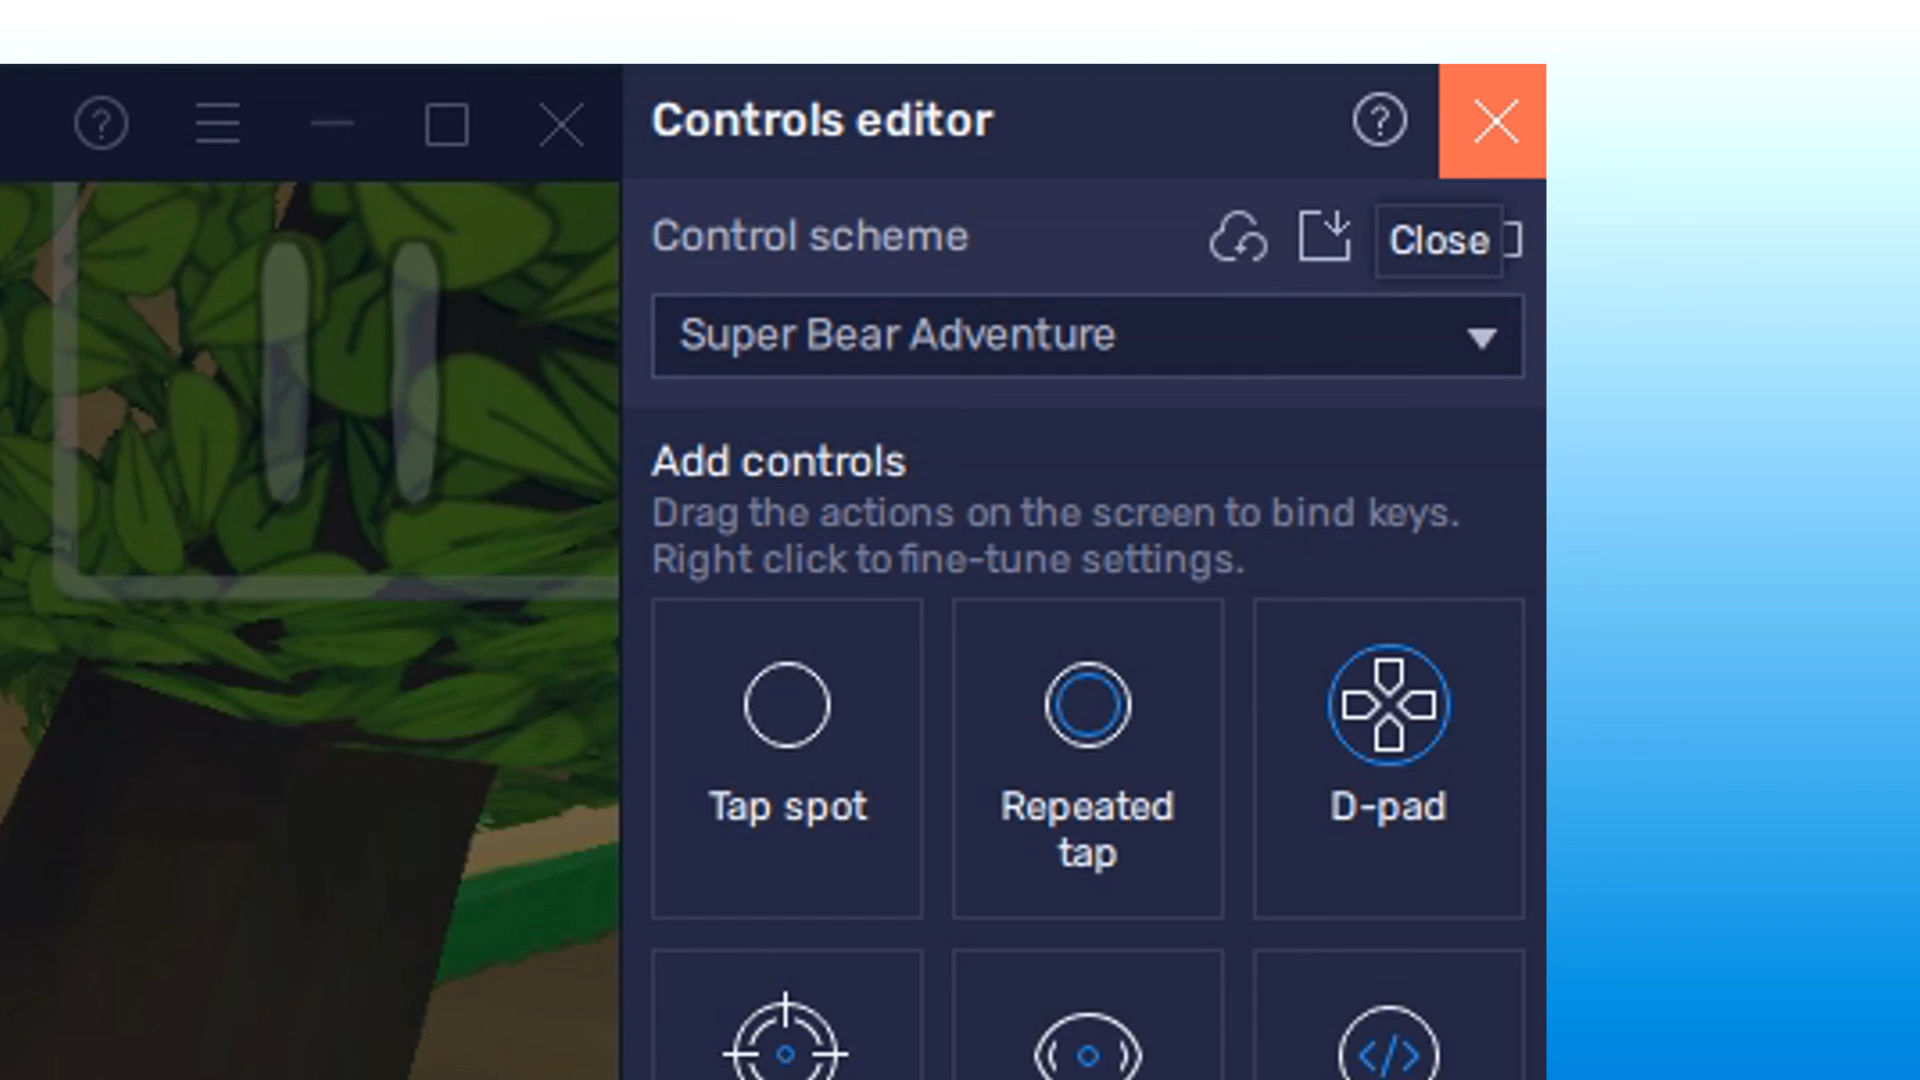 Controls editor
Control scheme
Close
Super Bear Adventure
Add controls
Drag the actions on the screen to bind keys.
Right click to fine-tune settings.
Tap spot
Repeated
tap
D-pad